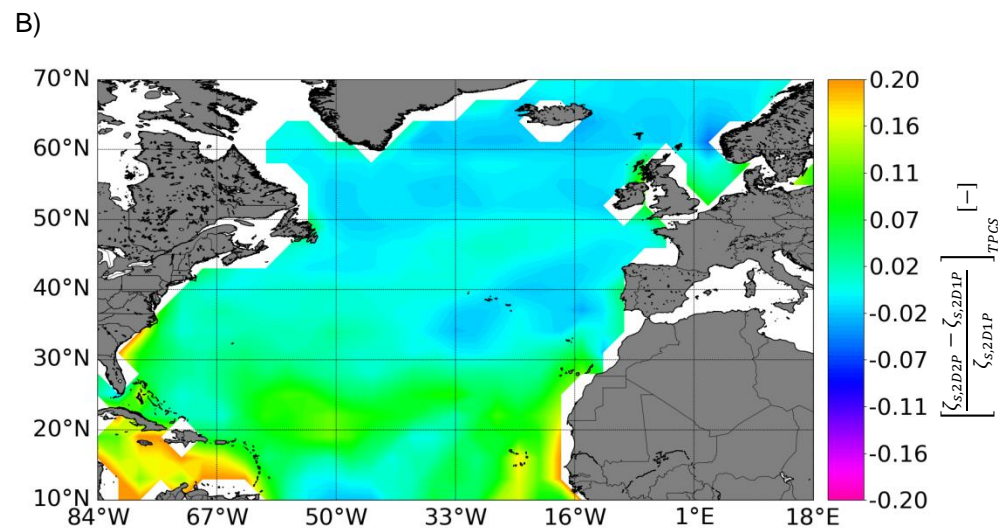 B)
70°N
60°N
50°N
40°N
30°N
20°N
10°N
84°W 67°W 50°W 33°W 16°W 1°E 18°E
0.20
0.16
0.11
0.07
0.02
-0.02
-0.07
-0.11
-0.16
-0.20
[(ζs,2D2P − ζs,2D1P) / ζs,2D1P]TPCS [−]